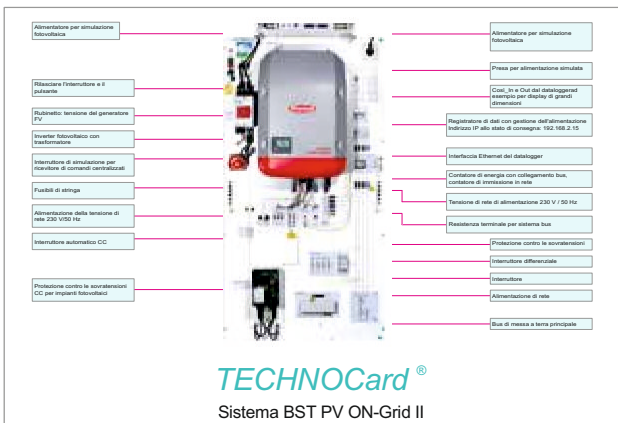 Alimentatore per simulazione
fotovoltaica
Rilasciare l'interruttore e il
pulsante
Rubinetto: tensione del generatore
PV
Inverter fotovoltaico con
trasformatore
Interruttore di simulazione per
ricevitore di comandi centralizzati
Fusibili di stringa
Alimentazione della tensione di
rete 230 V/50 Hz
Interruttore automatico CC
Protezione contro le sovratensioni
CC per impianti fotovoltaici
Alimentatore per simulazione
fotovoltaica
Presa per alimentazione simulata
Cosî_In e Out dal dataloggerad
esempio per display di grandi
dimensioni
Registratore di dati con gestione dell'alimentazione
Indirizzo IP allo stato di consegna: 192.168.2.15
Interfaccia Ethernet del datalogger
Contatore di energia con collegamento bus,
contatore di immissione in rete
Tensione di rete di alimentazione 230 V / 50 Hz
Resistenza terminale per sistema bus
Protezione contro le sovratensioni
Interruttore differenziale
Interruttore
Alimentazione di rete
Bus di messa a terra principale
TECHNOCard ®
Sistema BST PV ON-Grid II